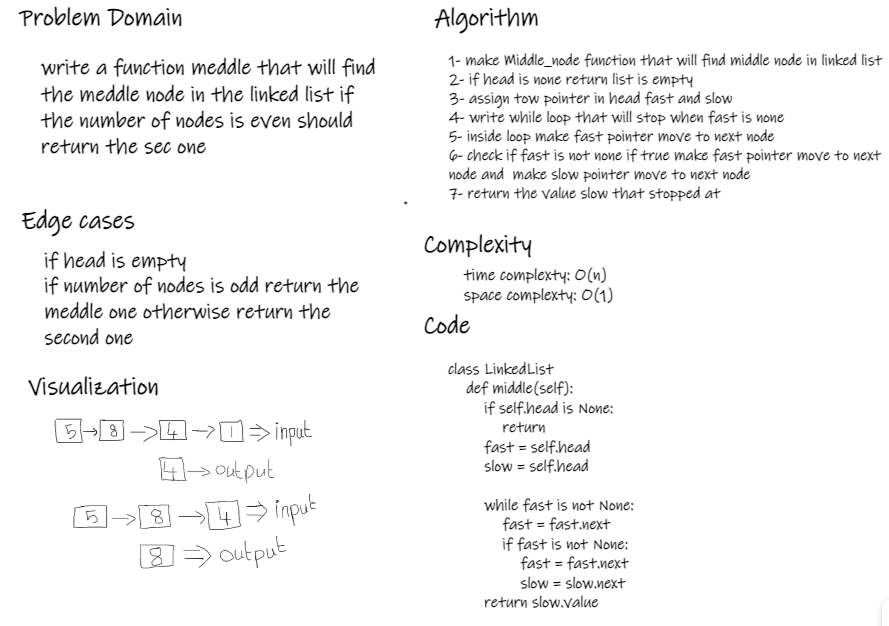 Problem Domain
write a function meddle that will find
the meddle node in the linked list if
the number of nodes is even should
return the sec one
Edge cases
if head is empty
if number of nodes is odd return the
meddle one otherwise return the
second one
Visualization
5 → 8 → 4 → 1 ⇒ input
4 → output
5 → 8 → 4 ⇒ input
8 ⇒ output
Algorithm
1- make Middle_node function that will find middle node in linked list
2- if head is none return list is empty
3- assign tow pointer in head fast and slow
4- write while loop that will stop when fast is none
5- inside loop make fast pointer move to next node
6- check if fast is not none if true make fast pointer move to next
node and make slow pointer move to next node
7- return the value slow that stopped at
Complexity
time complexty: O(n)
space complexty: O(1)
Code
class LinkedList
def middle(self):
if self.head is None:
return
fast = self.head
slow = self.head
while fast is not None:
fast = fast.next
if fast is not None:
fast = fast.next
slow = slow.next
return slow.value